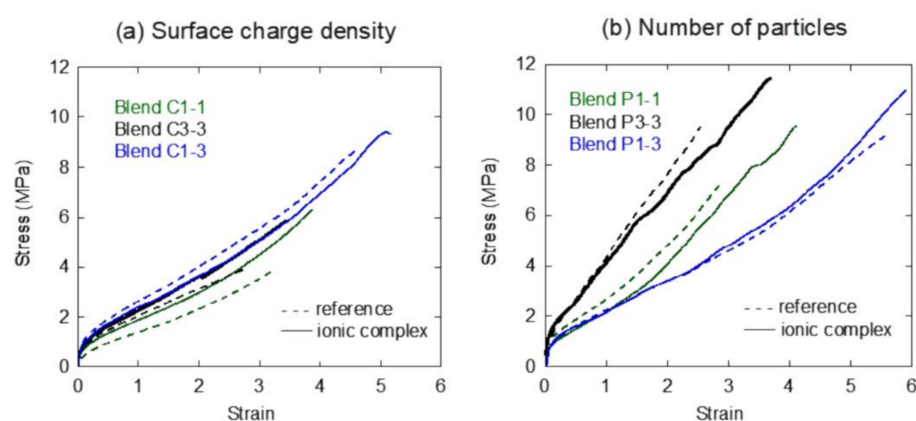 (a) Surface charge density
12
10
8
6
4
2
0
Stress (MPa)
Blend C1-1
Blend C3-3
Blend C1-3
reference
ionic complex
0 1 2 3 4 5 6
Strain
(b) Number of particles
12
10
8
6
4
2
0
Stress (MPa)
Blend P1-1
Blend P3-3
Blend P1-3
reference
ionic complex
0 1 2 3 4 5 6
Strain